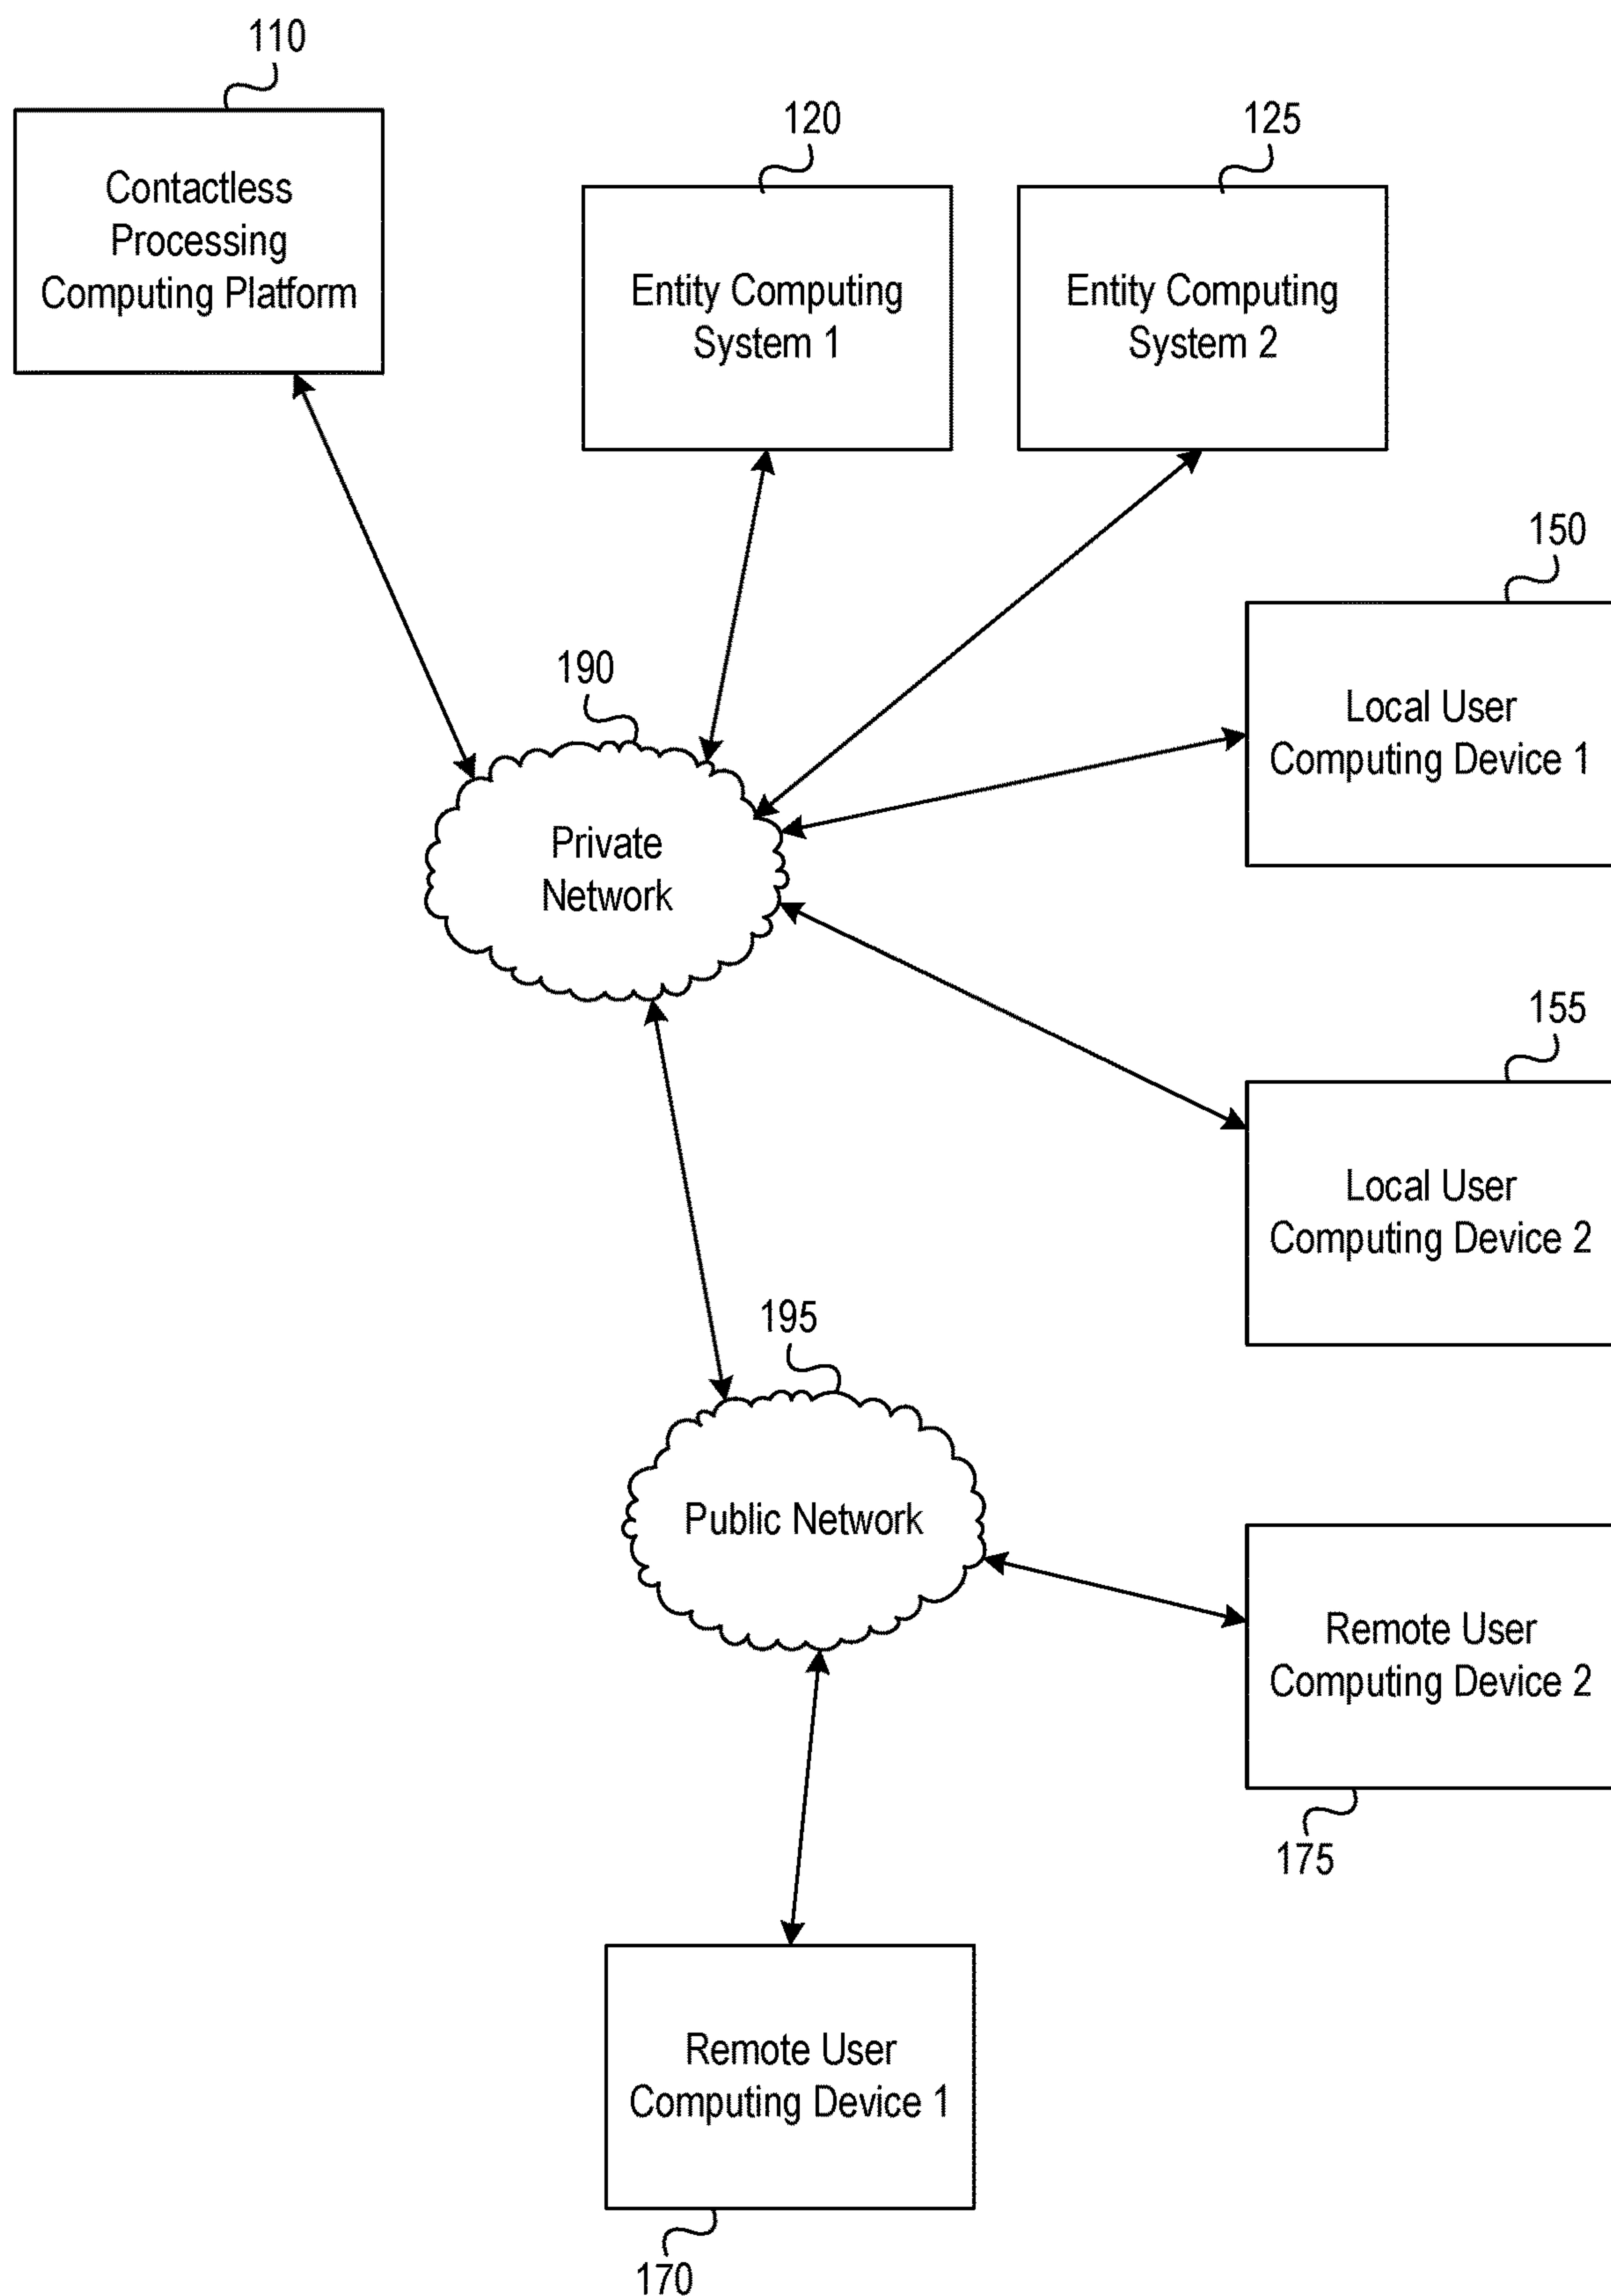 110
Contactless
Processing
Computing Platform
120
Entity Computing
System 1
125
Entity Computing
System 2
150
Local User
Computing Device 1
190
Private
Network
155
Local User
Computing Device 2
195
Public Network
Remote User
Computing Device 2
175
Remote User
Computing Device 1
170